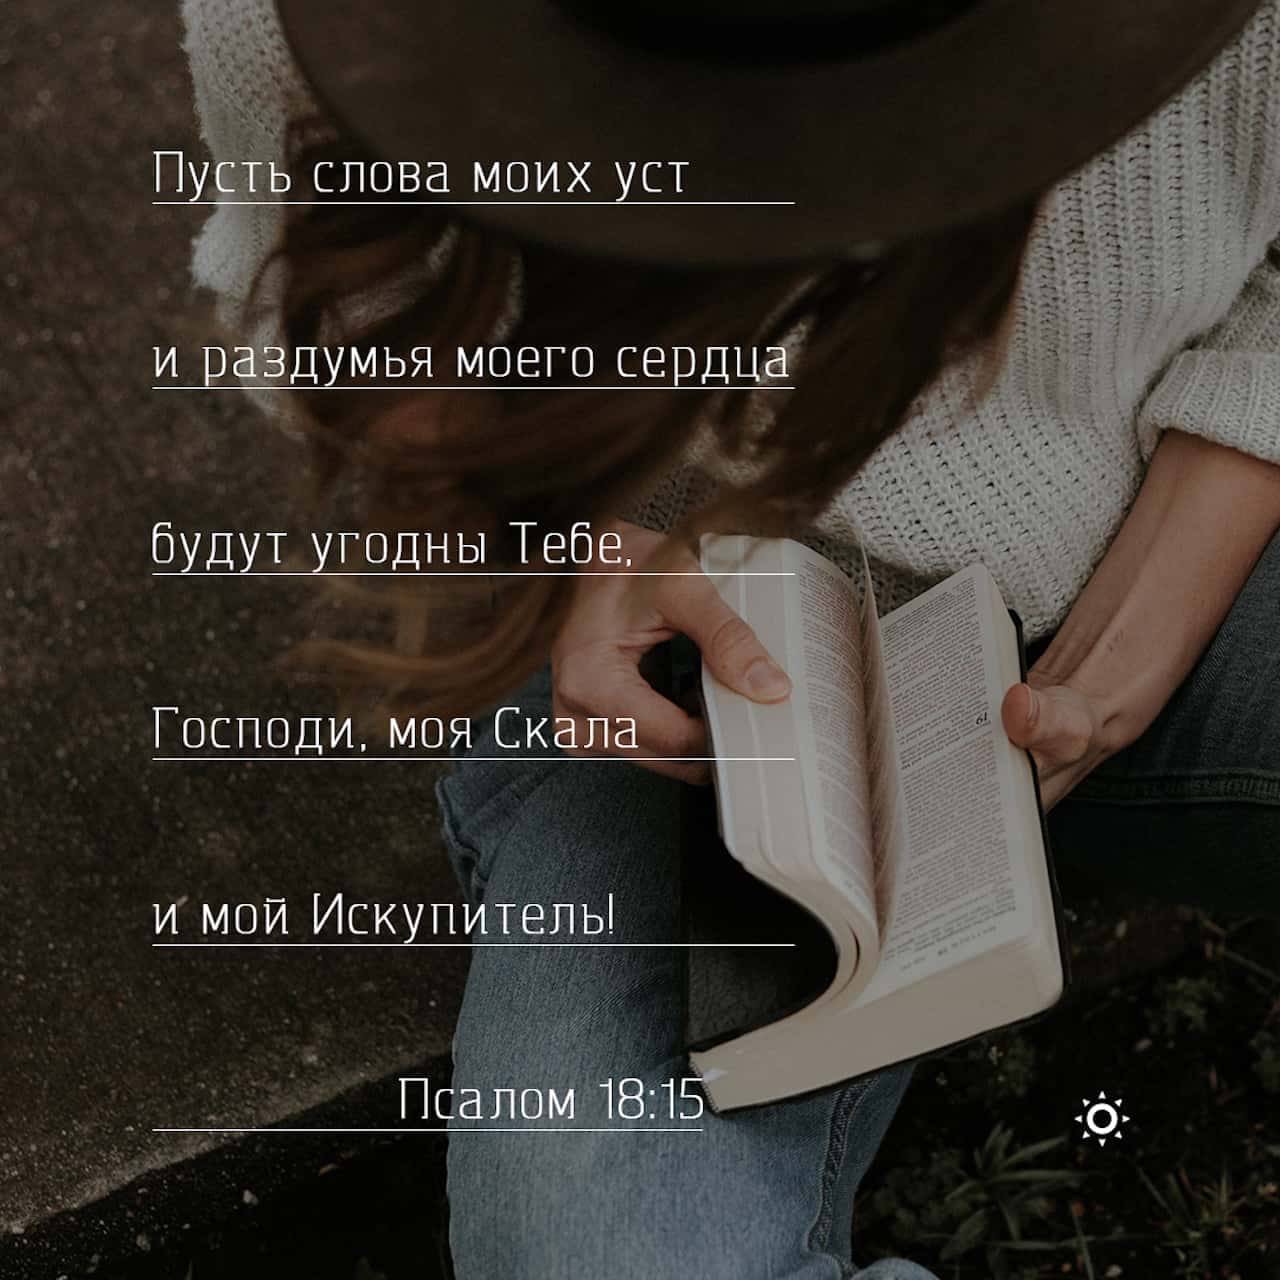 Пусть слова моих уст
и раздумья моего сердца
будут угодны Тебе,
Господи, моя Скала
и мой Искупитель!
Псалом 18:15